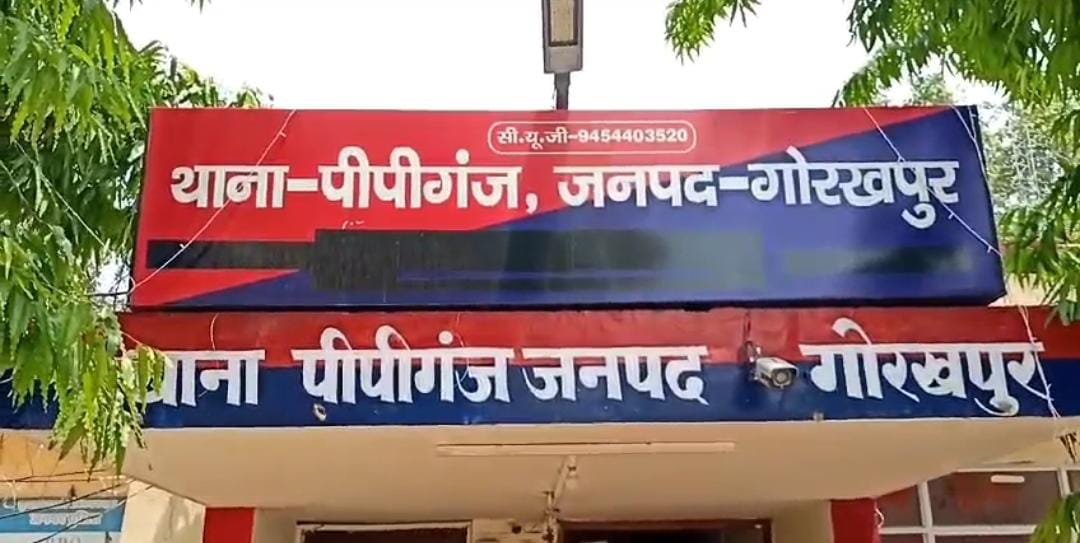 सी.यू.जी-9454403520
थाना-पीपीगंज, जनपद-गोरखपुर
थाना पीपीगंज जनपद गोरखपुर